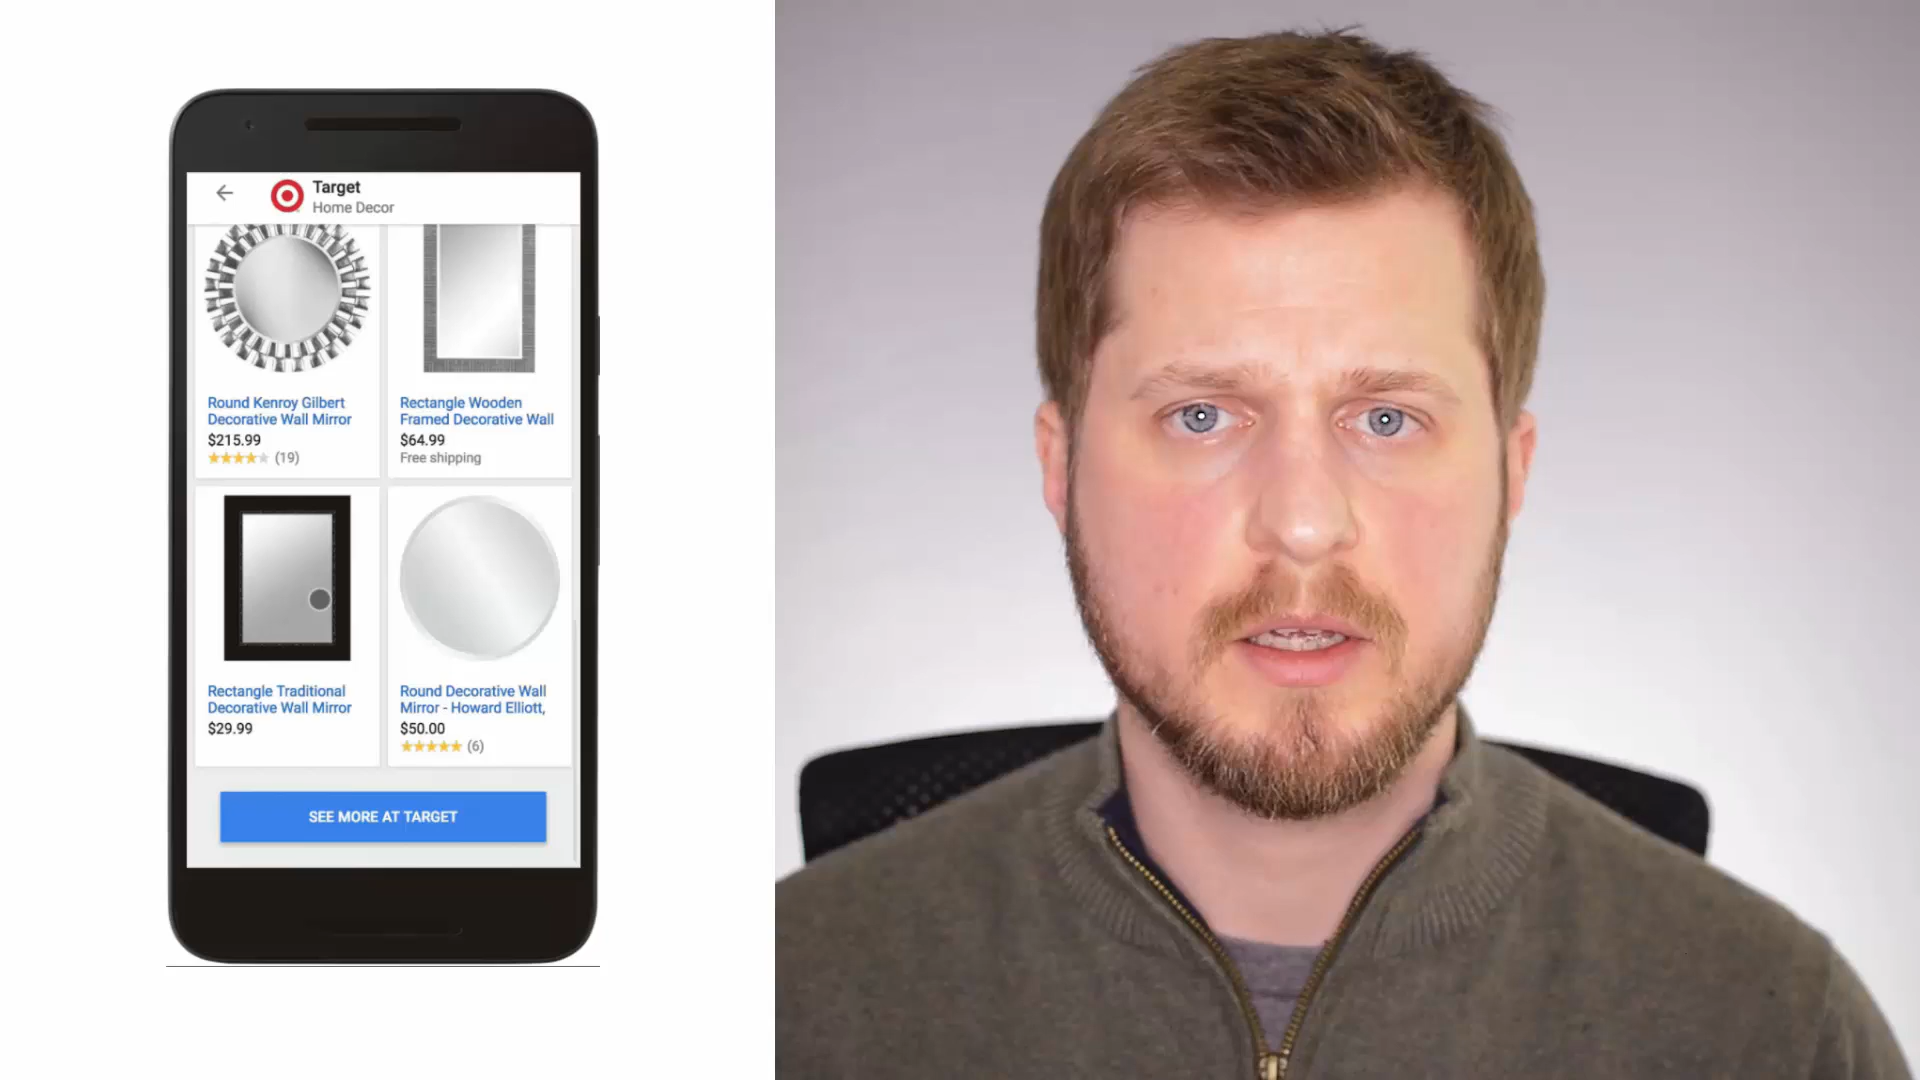 Target
Home Decor
Round Kenroy Gilbert
Decorative Wall Mirror
$215.99
(19)
Rectangle Wooden
Framed Decorative Wall
$64.99
Free shipping
Rectangle Traditional
Decorative Wall Mirror
$29.99
Round Decorative Wall
Mirror - Howard Elliott,
$50.00
(6)
SEE MORE AT TARGET